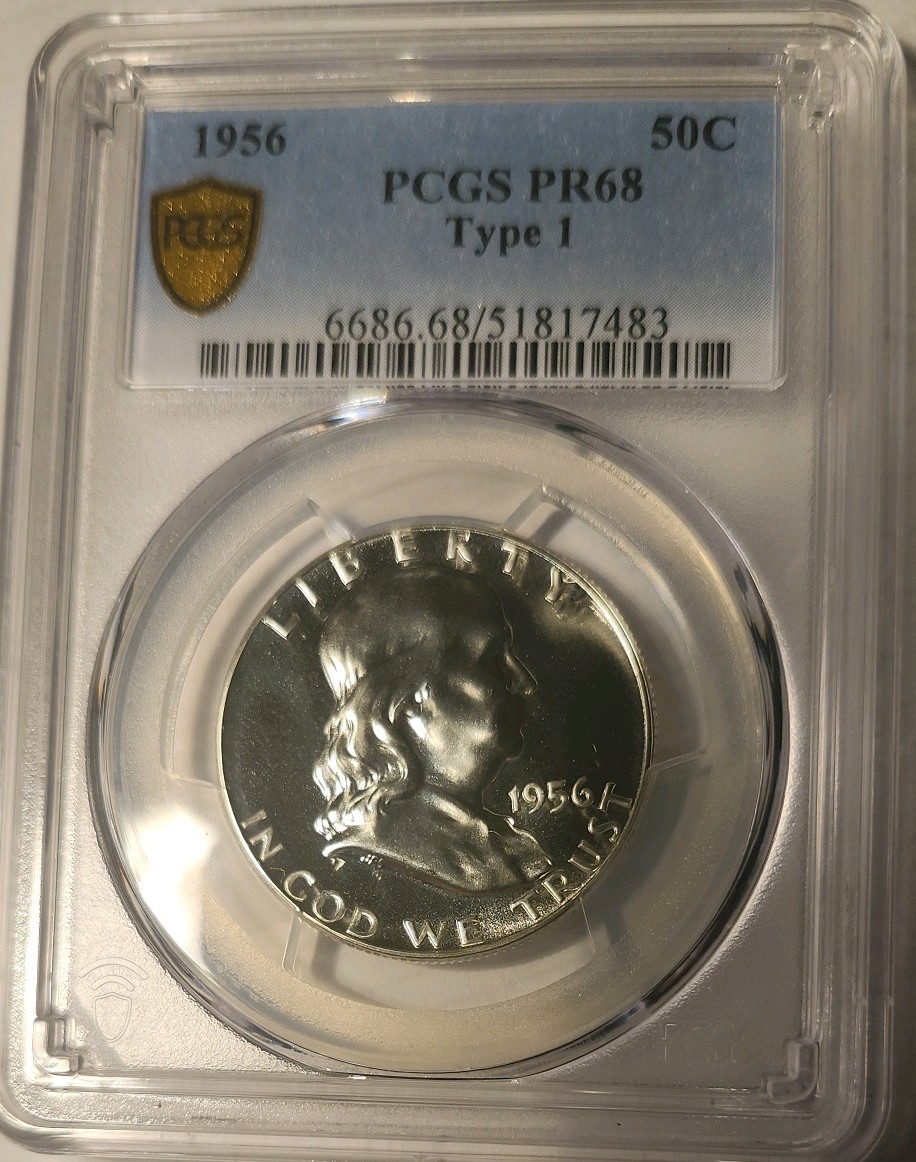 1956 50C
PCGS PR68
Type 1
PCGS
6686.68/51817483
LIBERTY
1956
IN GOD WE TRUST